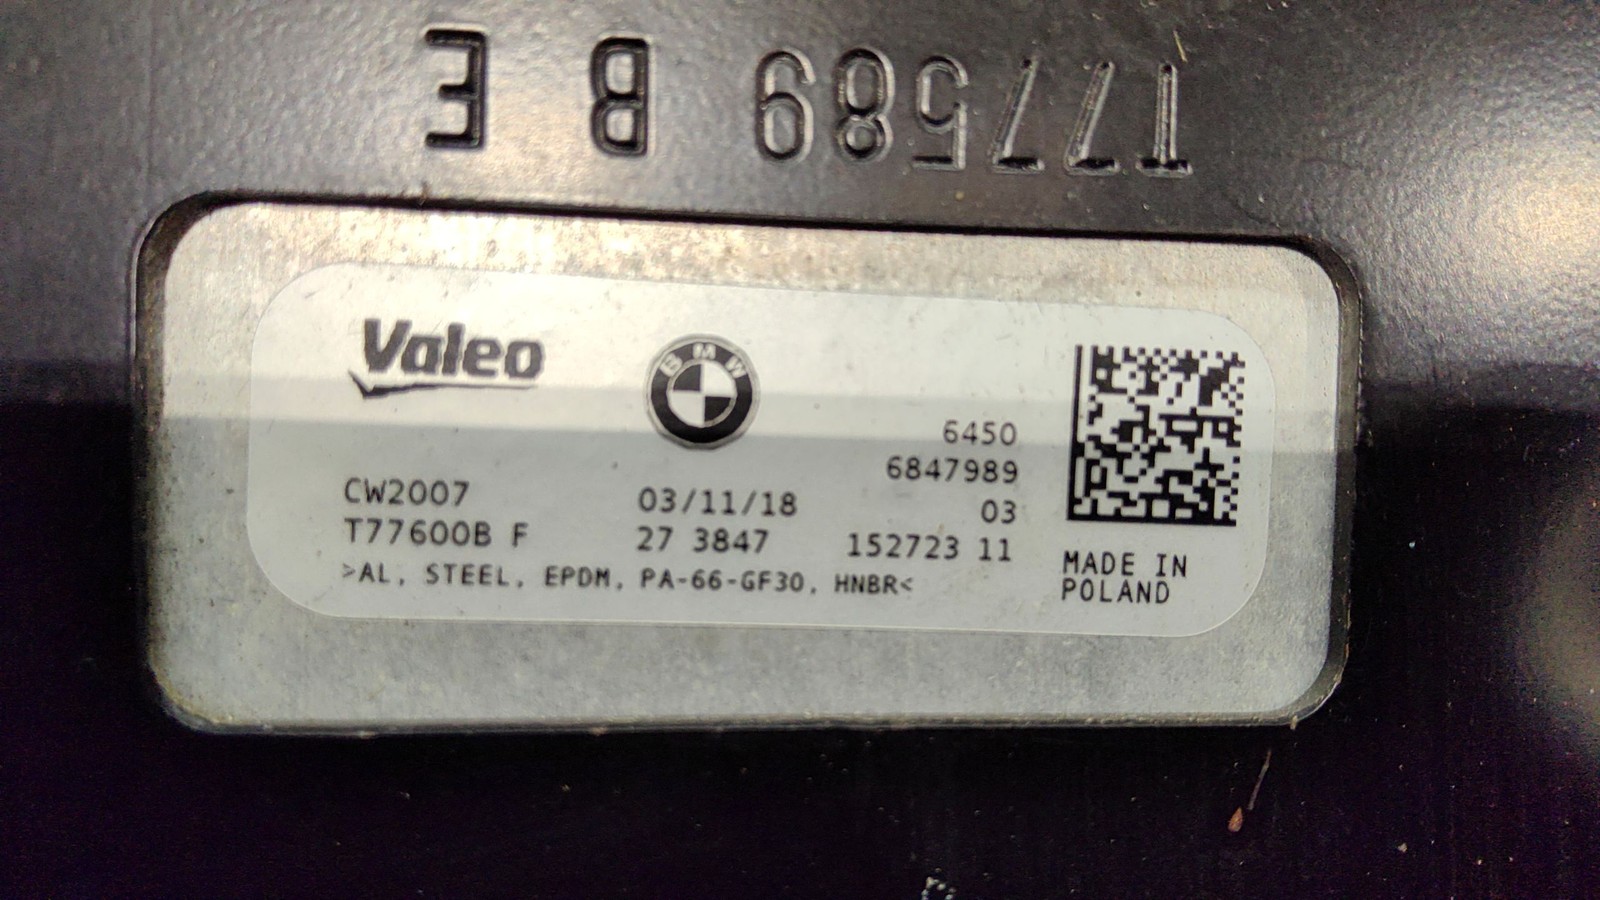 T77589 B E
Valeo
BMW
6450
6847989
03
CW2007
03/11/18
T77600B F
27 3847
152723 11
>AL, STEEL, EPDM, PA-66-GF30, HNBR<
MADE IN
POLAND